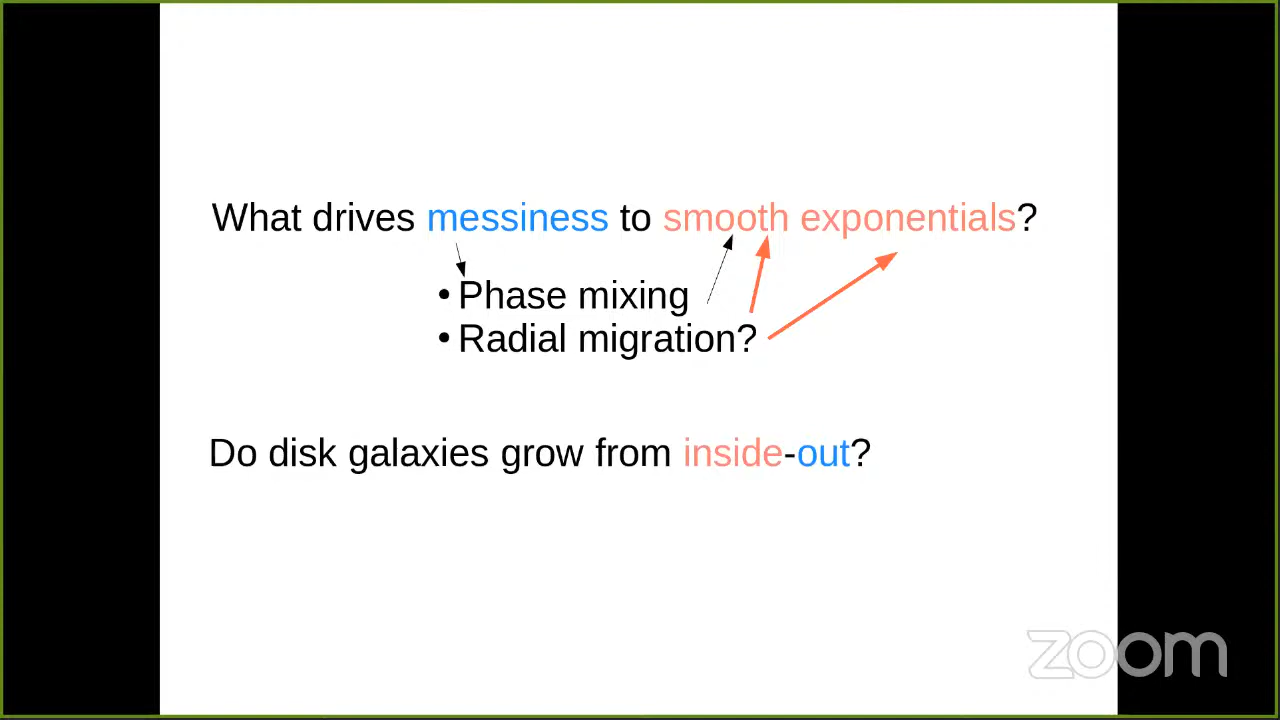 What drives messiness to smooth exponentials?
• Phase mixing
• Radial migration?
Do disk galaxies grow from inside-out?
zoom